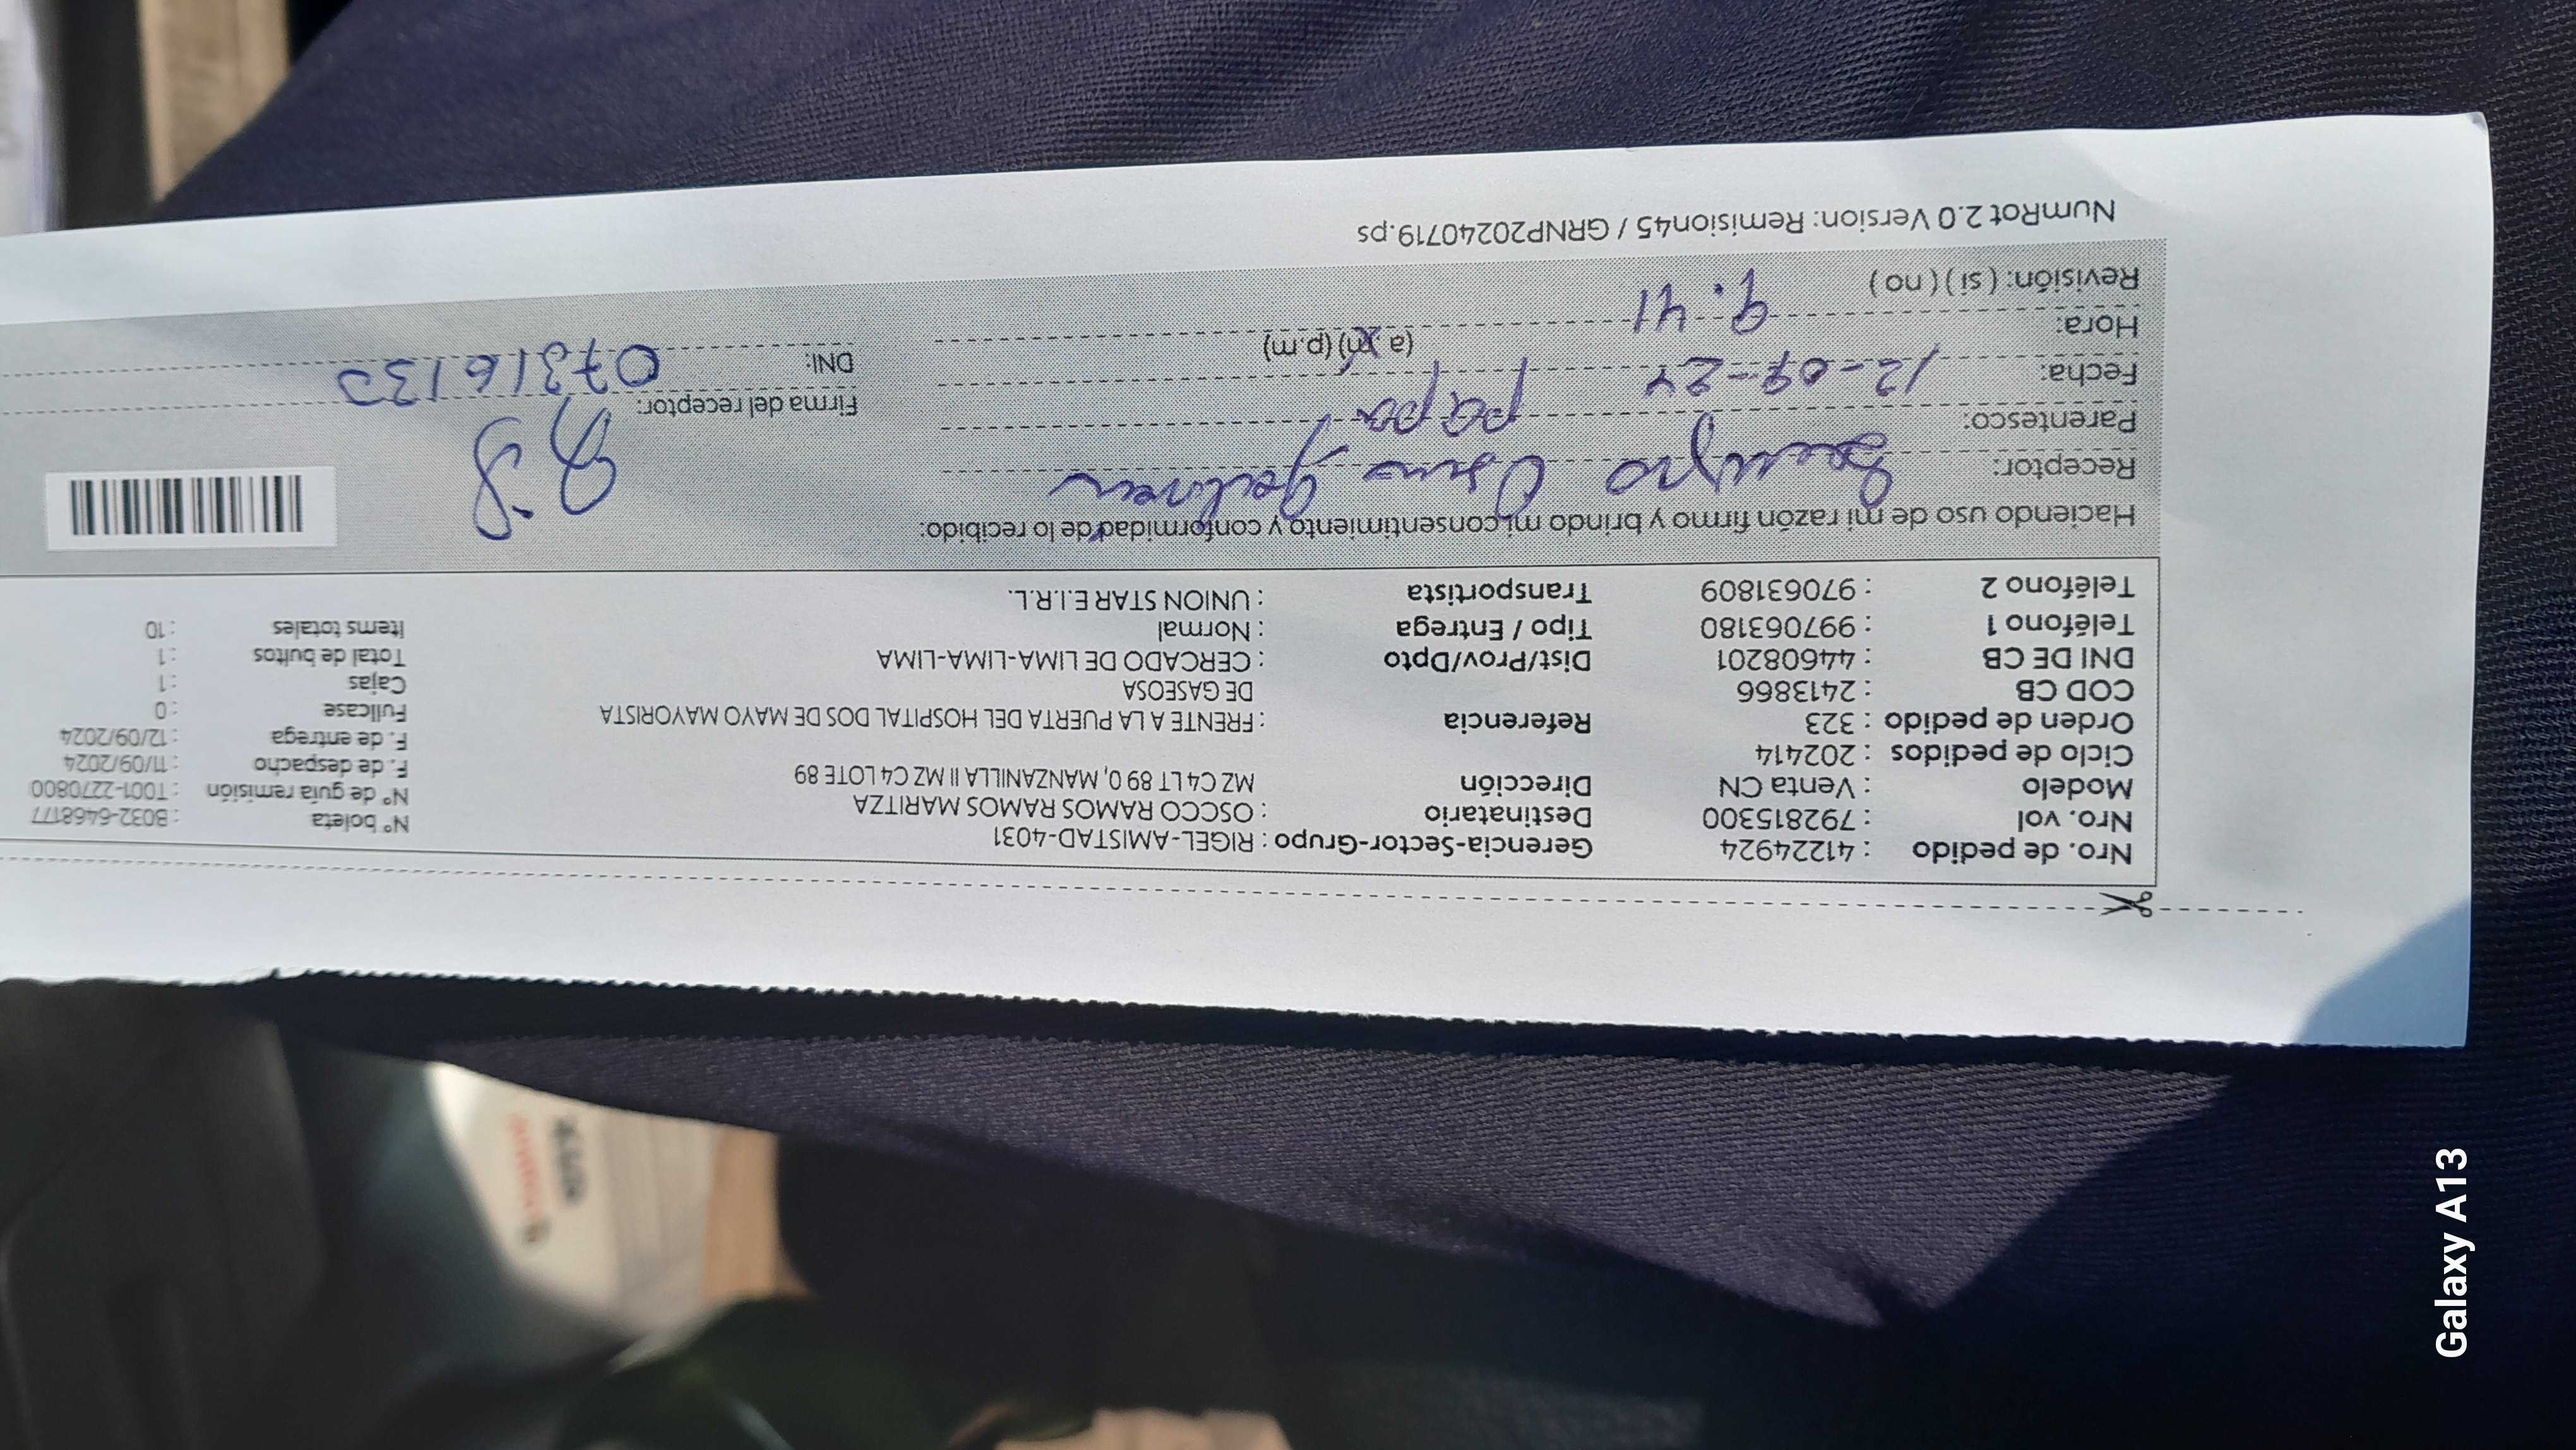 Nro. de pedido : 41224924
Nro. vol : 792815300
Modelo : Venta CN
Ciclo de pedidos : 202414
Orden de pedido : 323
COD CB : 2413866
DNI DE CB : 44608201
Teléfono 1 : 997063180
Teléfono 2 : 970631809
Gerencia-Sector-Grupo : RIGEL-AMISTAD-4031
Destinatario : OSCCO RAMOS RAMOS MARITZA
Dirección MZ C4 LT 89 0, MANZANILLA II MZ C4 LOTE 89
Referencia : FRENTE A LA PUERTA DEL HOSPITAL DOS DE MAYO MAYORISTA
DE GASEOSA
Dist/Prov/Dpto : CERCADO DE LIMA-LIMA-LIMA
Tipo / Entrega : Normal
Transportista : UNION STAR E.I.R.L.
N° boleta : B032-6468177
N° de guía remisión : T001-2270800
F. de despacho : 11/09/2024
F. de entrega : 12/09/2024
Fullcase : 0
Cajas : 1
Total de bultos : 1
Items totales : 10
Haciendo uso de mi razón firmo y brindo mi consentimiento y conformidad de lo recibido:
Receptor:
Parentesco: papa
Fecha: 12-09-24
Hora: 9.41 (a.m) (p.m)
Revisión: ( si ) ( no )
Firma del receptor:
DNI: 0731613
NumRot 2.0 Version: Remision45 / GRNP20240719.ps
Galaxy A13